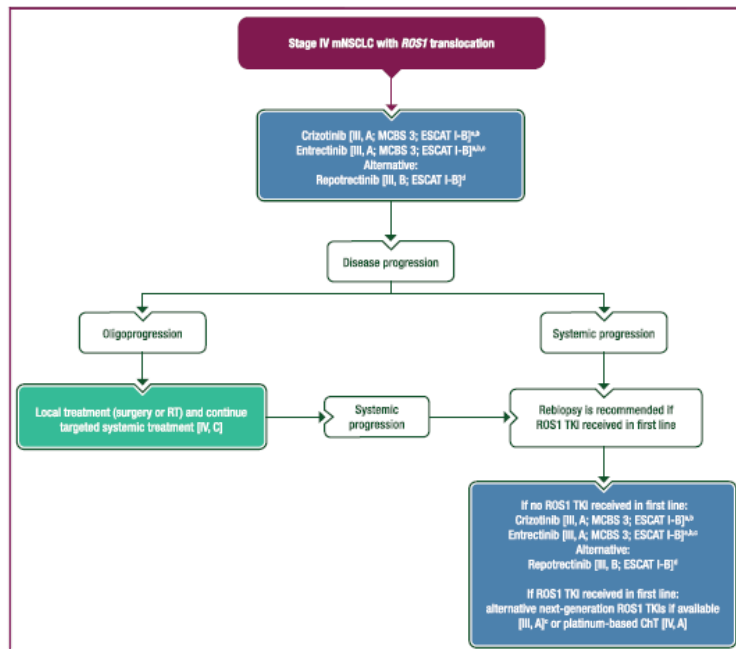 Stage IV mNSCLC with ROS1 translocation
Crizotinib [III, A; MCBS 3; ESCAT I-B]a,b
Entrectinib [III, A; MCBS 3; ESCAT I-B]a,b,c
Alternative:
Repotrectinib [III, B; ESCAT I-B]d
Disease progression
Oligoprogression
Systemic progression
Local treatment (surgery or RT) and continue
targeted systemic treatment [IV, C]
Systemic
progression
Rebiopsy is recommended if
ROS1 TKI received in first line
If no ROS1 TKI received in first line:
Crizotinib [III, A; MCBS 3; ESCAT I-B]a,b
Entrectinib [III, A; MCBS 3; ESCAT I-B]a,b,c
Alternative:
Repotrectinib [III, B; ESCAT I-B]d
If ROS1 TKI received in first line:
alternative next-generation ROS1 TKIs if available
[III, A]c or platinum-based ChT [IV, A]